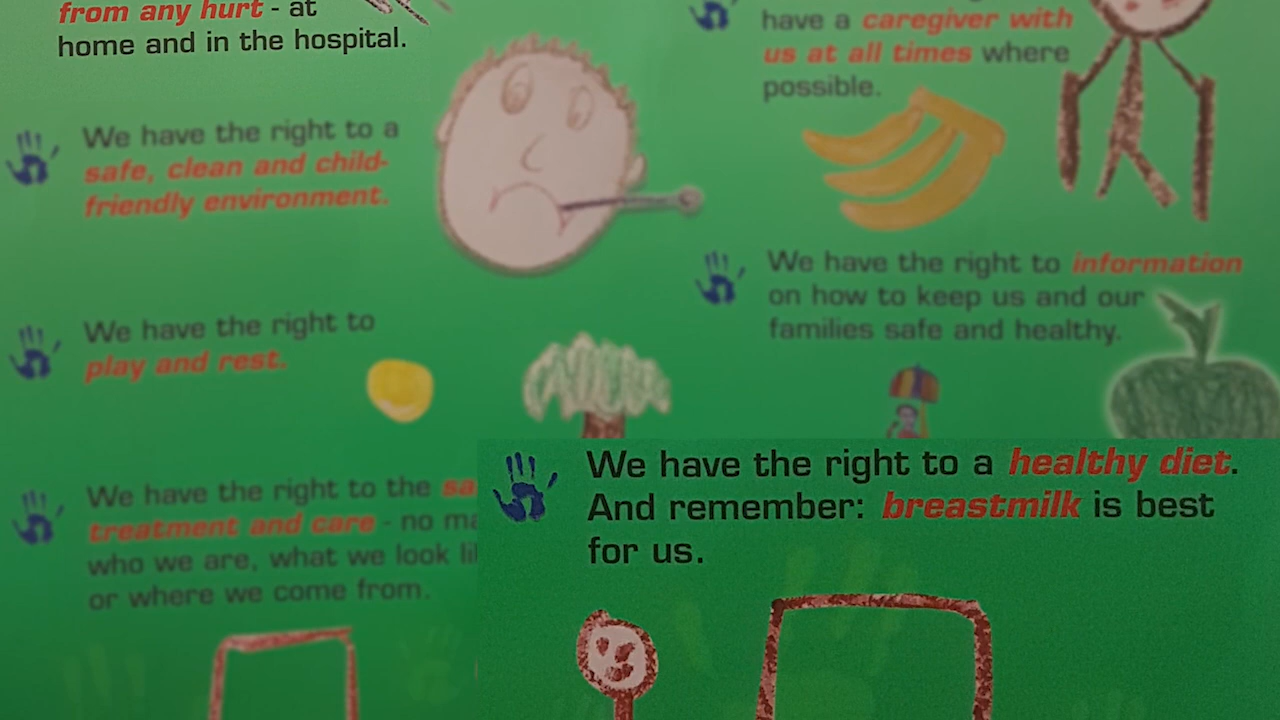 from any hurt - at
home and in the hospital.
We have the right to a
safe, clean and child-
friendly environment.
We have the right to
play and rest.
We have the right to the
treatment and care - no
who we are, what we look
or where we come from.
have a caregiver with
us at all times where
possible.
We have the right to information
on how to keep us and our
families safe and healthy.
We have the right to a healthy diet.
And remember: breastmilk is best
for us.